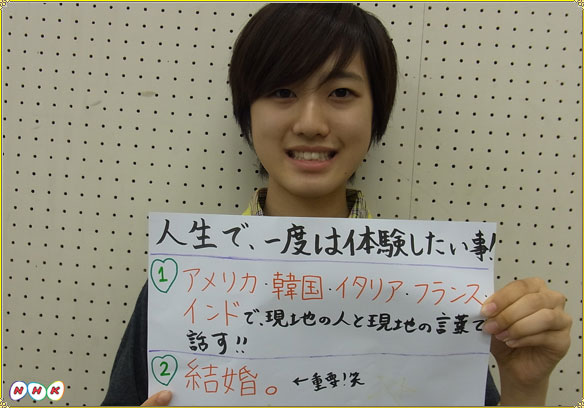 人生で、一度は体験したい事!
1 アメリカ・韓国・イタリア・フランス・
インドで、現地の人と現地の言葉で
話す!!
2 結婚。←重要!笑
NHK